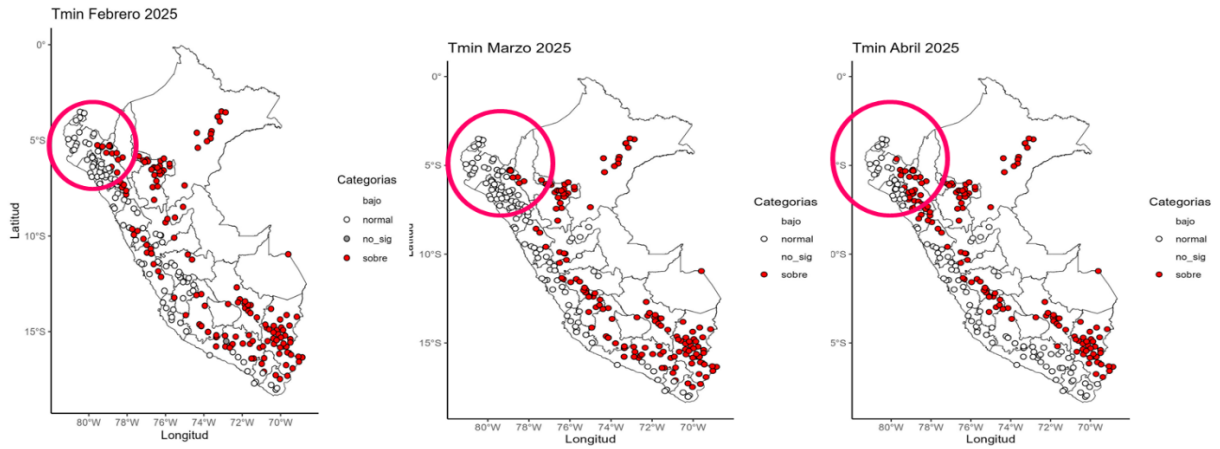 Tmin Febrero 2025
0°
5°S
10°S
15°S
Latitud
80°W 78°W 76°W 74°W 72°W 70°W
Longitud
Categorias
bajo
normal
no_sig
sobre
Tmin Marzo 2025
0°
5°S
10°S
15°S
80°W 78°W 76°W 74°W 72°W 70°W
Longitud
Categorias
bajo
normal
no_sig
sobre
Tmin Abril 2025
0°
°S
0°S
5°S
80°W 78°W 76°W 74°W 72°W 70°W
Longitud
Categorias
bajo
normal
no_sig
sobre